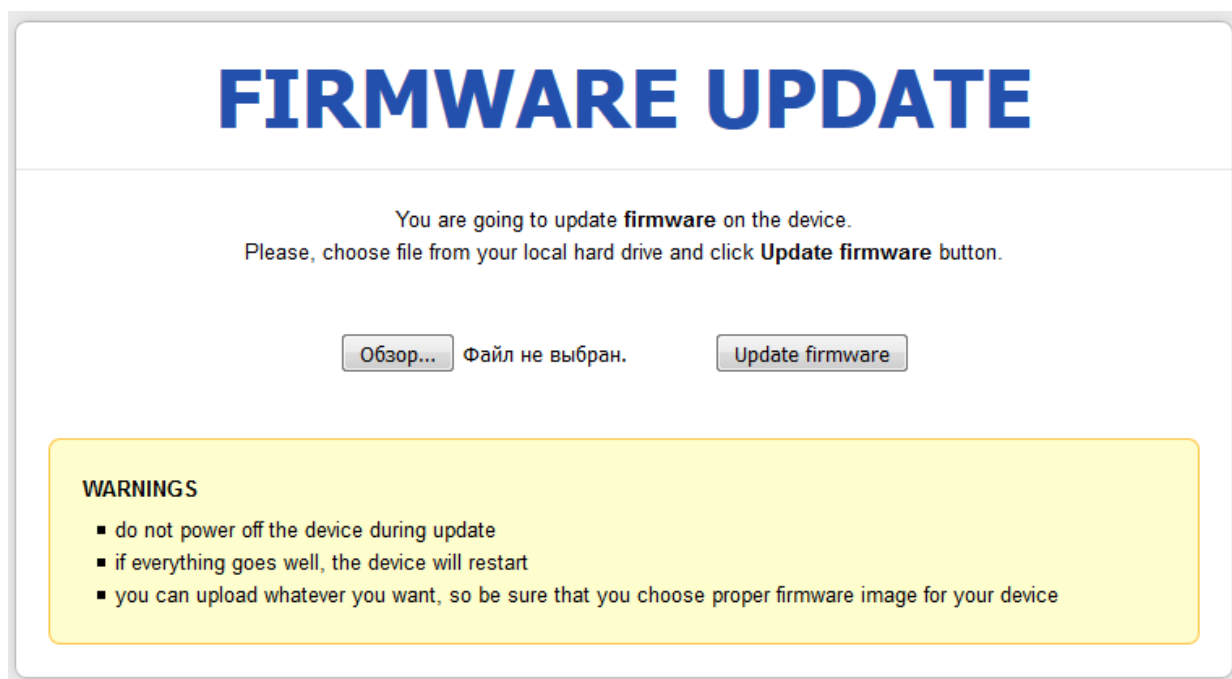 FIRMWARE UPDATE
You are going to update firmware on the device.
Please, choose file from your local hard drive and click Update firmware button.
Обзор... Файл не выбран. Update firmware
WARNINGS
▪ do not power off the device during update
▪ if everything goes well, the device will restart
▪ you can upload whatever you want, so be sure that you choose proper firmware image for your device